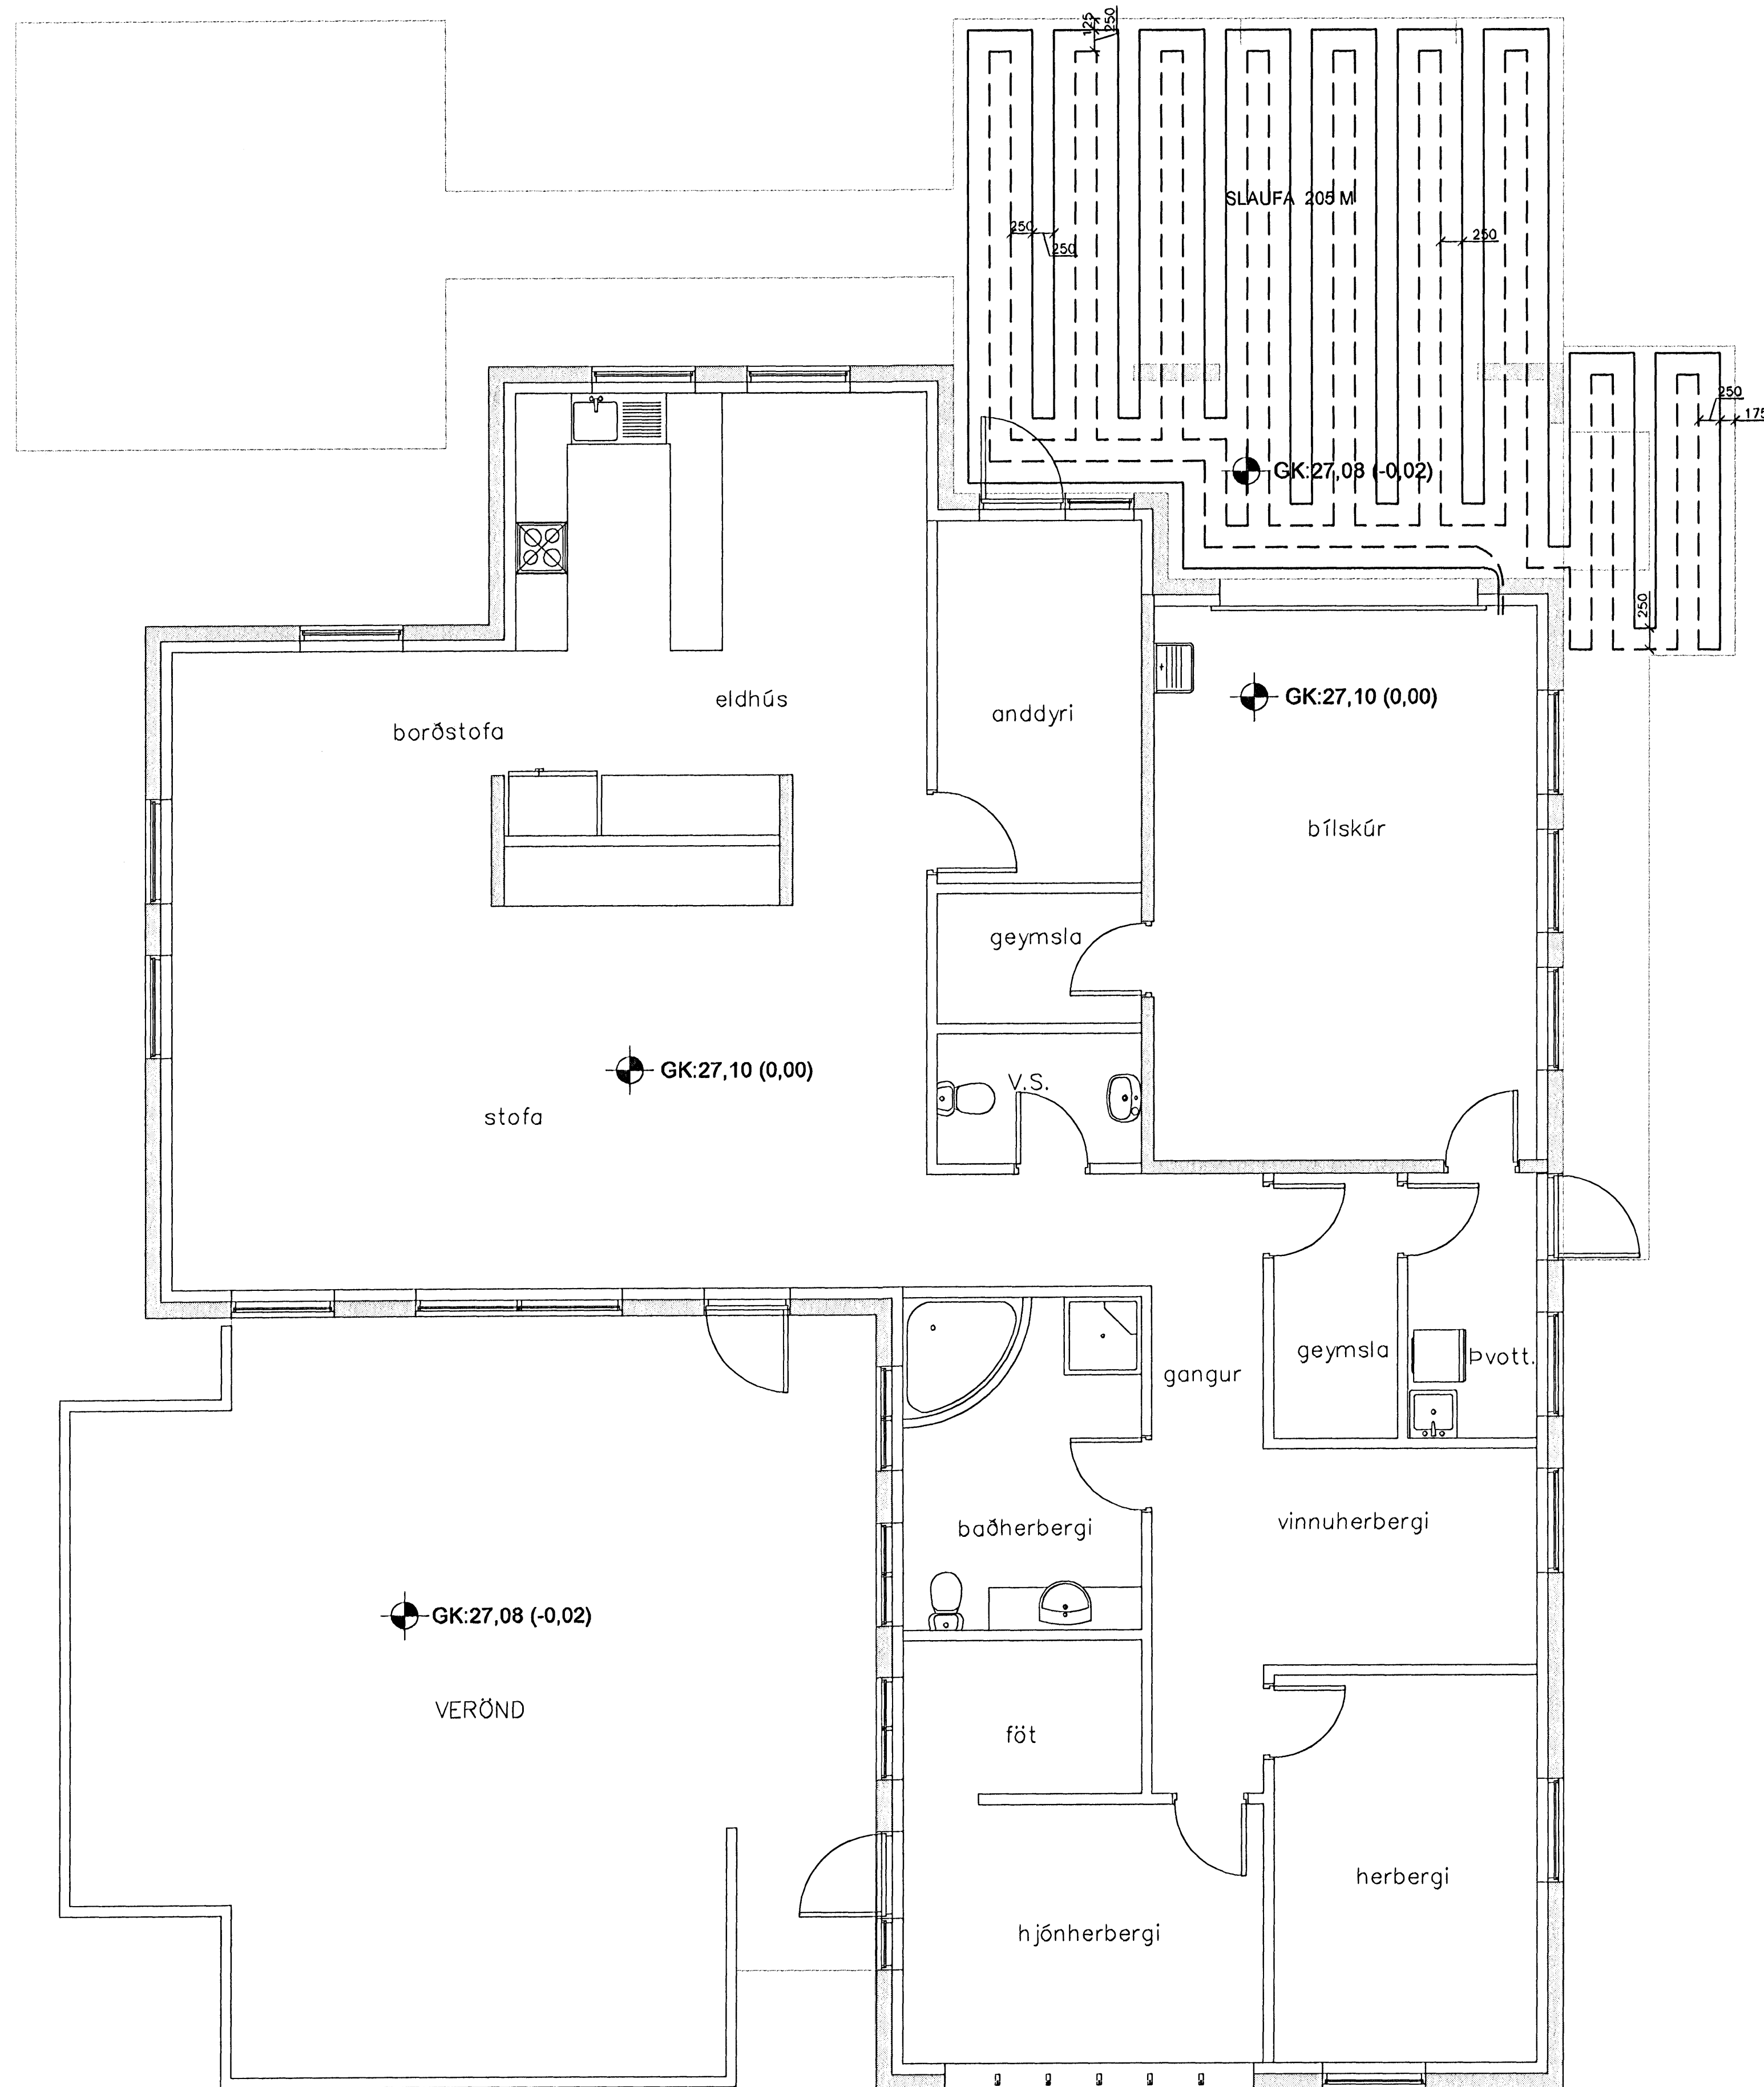 125
250
SLAUFA 205 M
250
250
250
250
175
GK:27,08 (-0,02)
250
eldhús
borðstofa
anddyri
GK:27,10 (0,00)
bílskúr
geymsla
GK:27,10 (0,00)
V.S.
stofa
geymsla
Þvott.
gangur
baðherbergi
vinnuherbergi
GK:27,08 (-0,02)
VERÖND
föt
herbergi
hjónherbergi